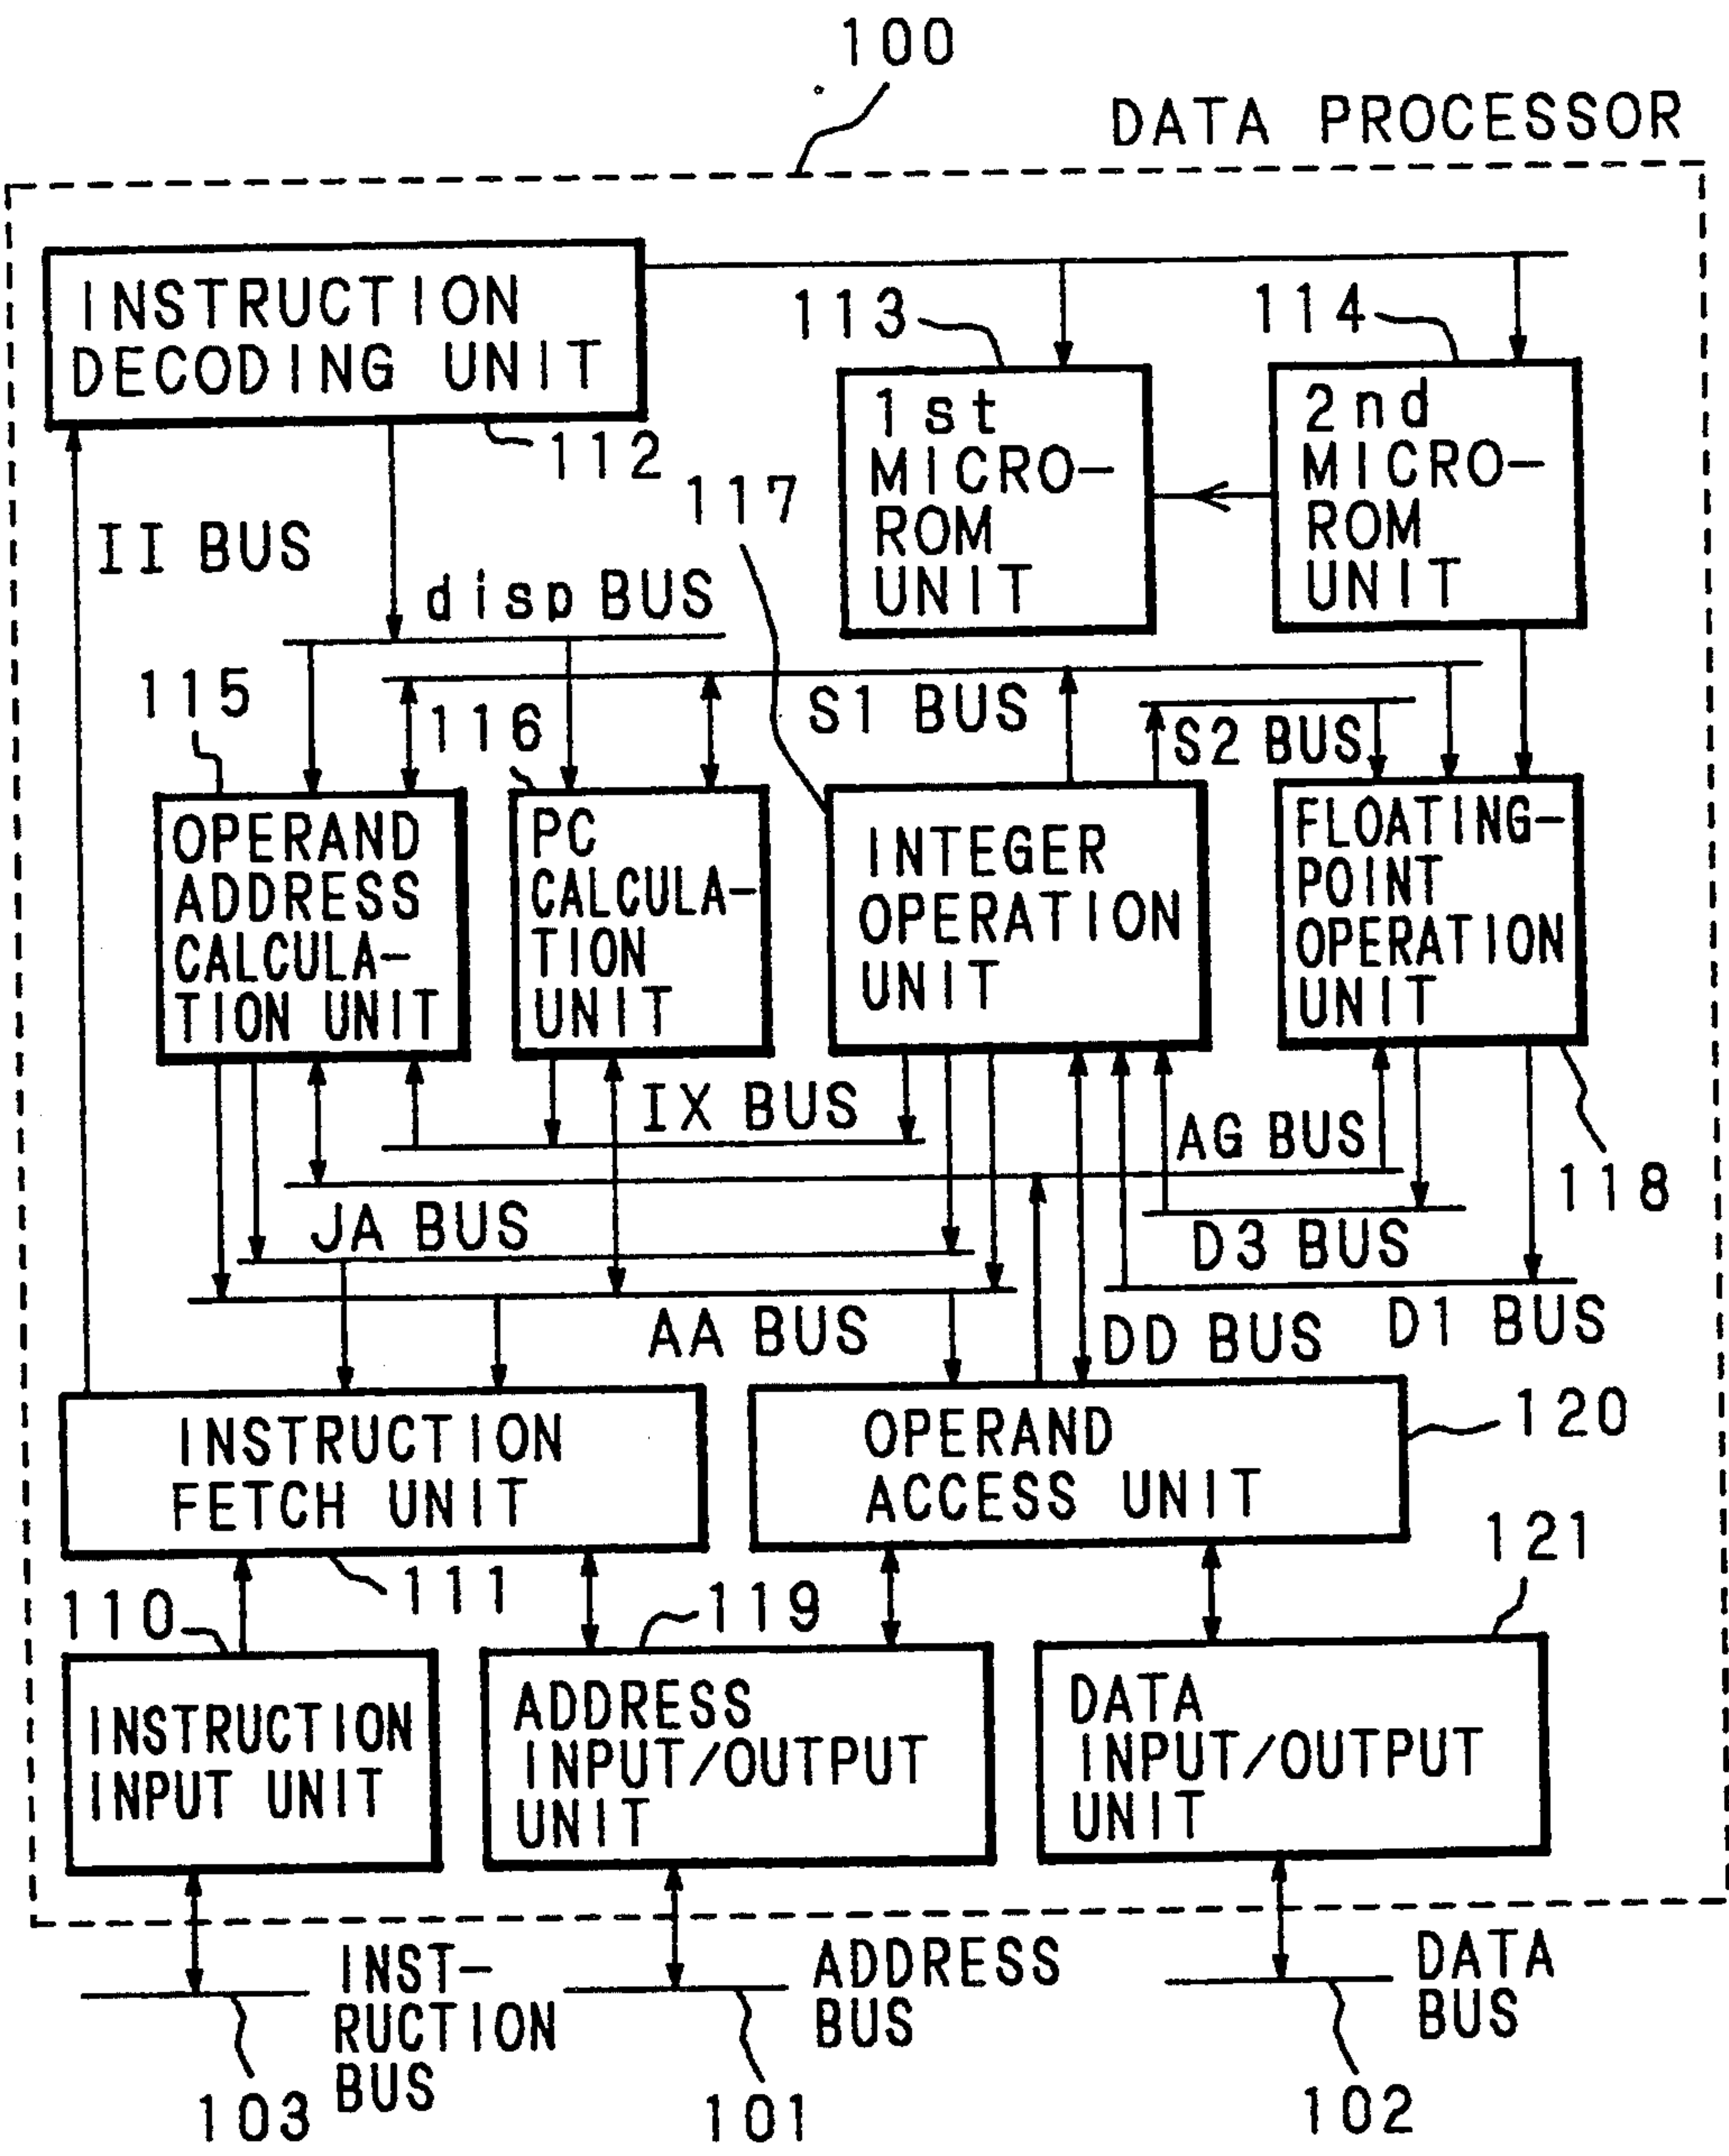 100
DATA PROCESSOR
INSTRUCTION
DECODING UNIT
112
113
114
1st
MICRO-
ROM
UNIT
2nd
MICRO-
ROM
UNIT
117
II BUS
disp BUS
115
116
S1 BUS
S2 BUS
OPERAND
ADDRESS
CALCULA-
TION UNIT
PC
CALCULA-
TION
UNIT
INTEGER
OPERATION
UNIT
FLOATING-
POINT
OPERATION
UNIT
IX BUS
AG BUS
118
JA BUS
D3 BUS
AA BUS
DD BUS
D1 BUS
INSTRUCTION
FETCH UNIT
OPERAND
ACCESS UNIT
120
121
110
111
119
INSTRUCTION
INPUT UNIT
ADDRESS
INPUT/OUTPUT
UNIT
DATA
INPUT/OUTPUT
UNIT
INST-
RUCTION
BUS
ADDRESS
BUS
DATA
BUS
103
101
102